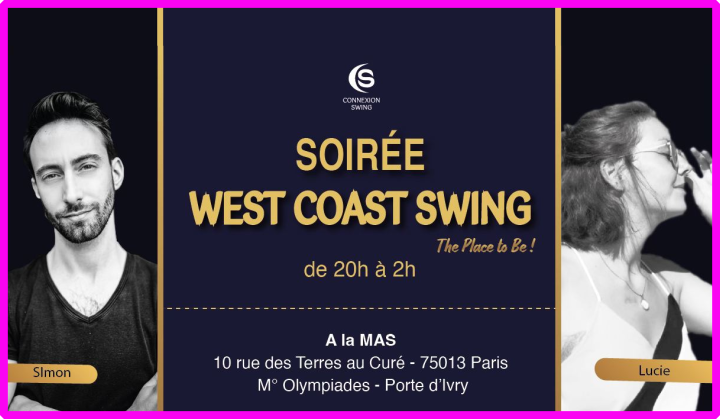 CONNEXION
SWING
SOIRÉE
WEST COAST SWING
The Place to Be !
de 20h à 2h
A la MAS
10 rue des Terres au Curé - 75013 Paris
M° Olympiades - Porte d'Ivry
SImon
Lucie